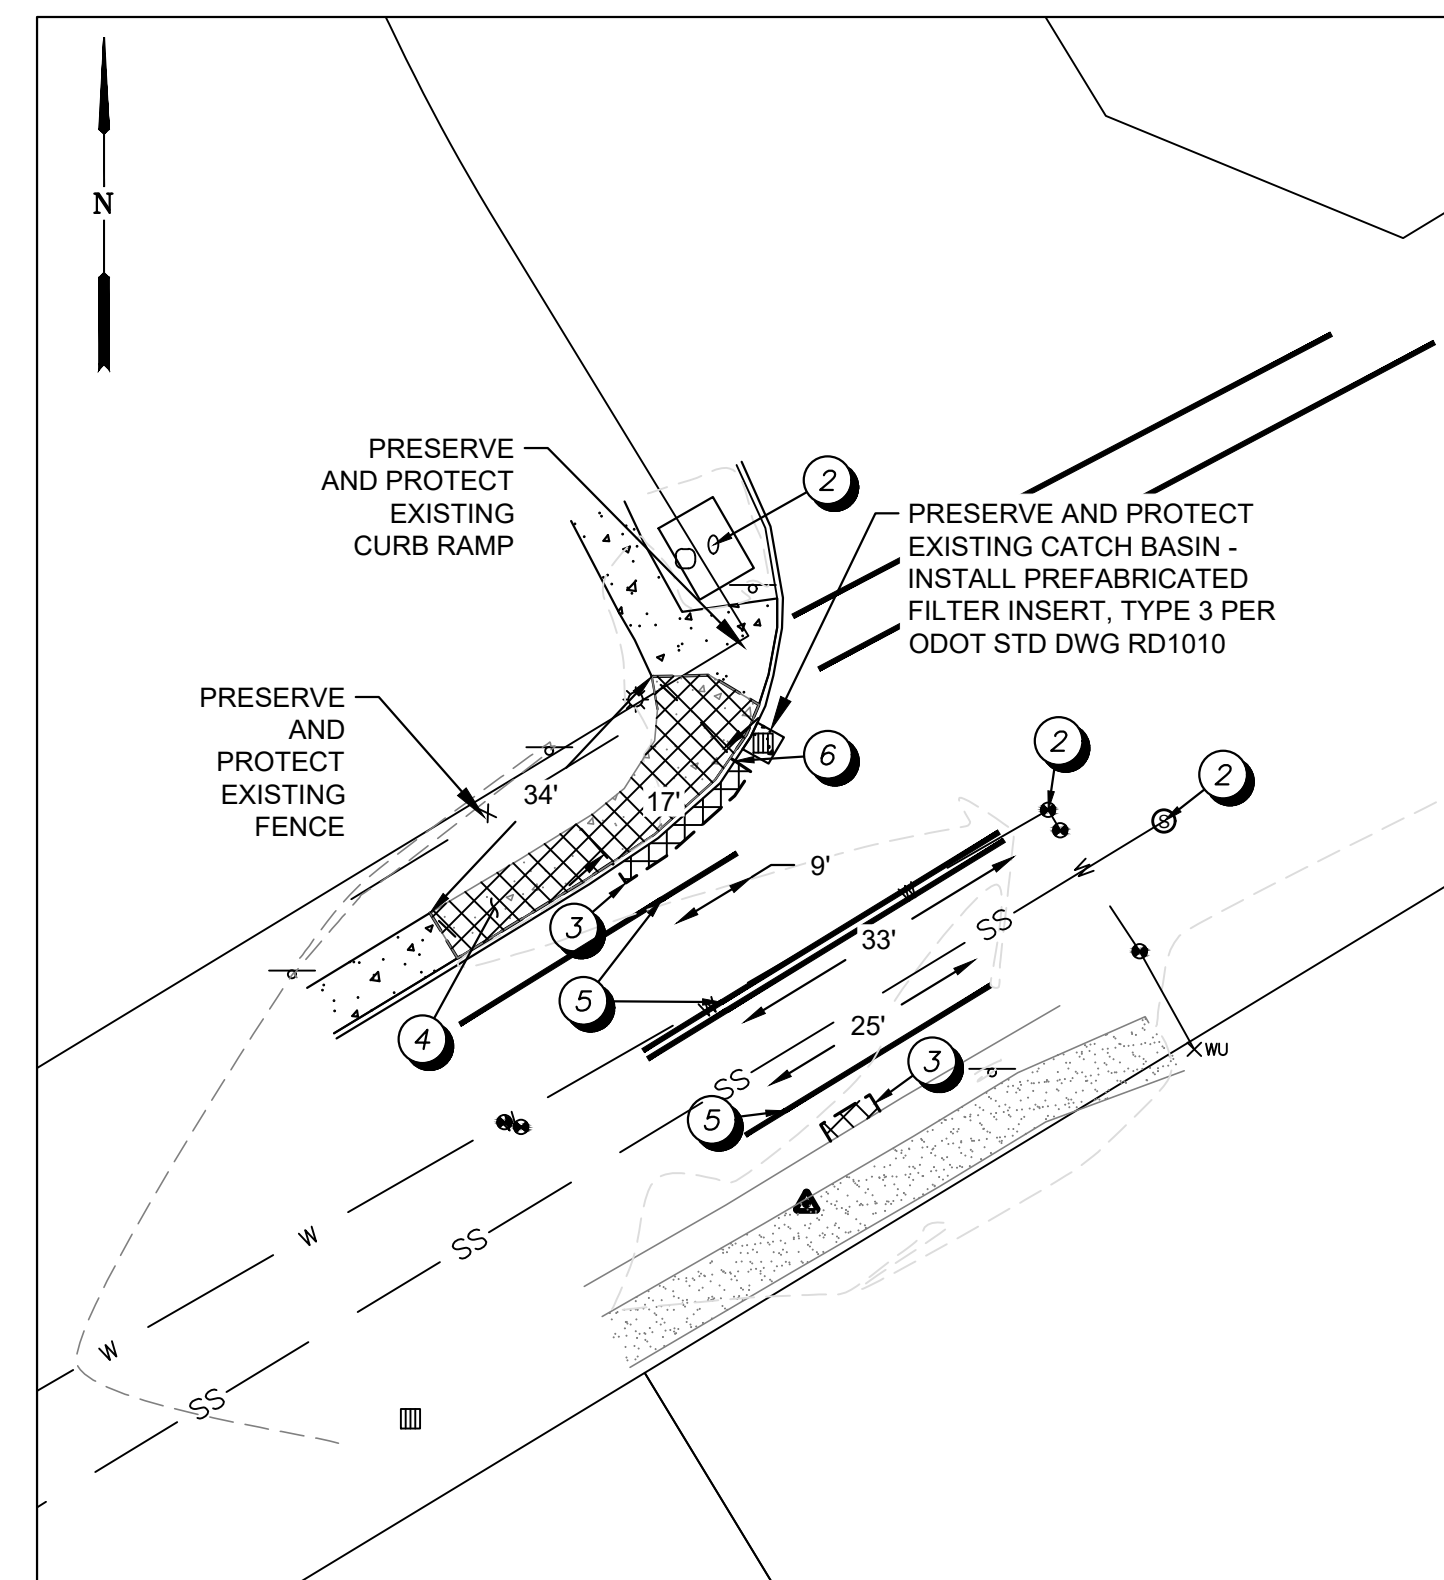 N
PRESERVE
AND PROTECT
EXISTING
CURB RAMP
2
PRESERVE AND PROTECT
EXISTING CATCH BASIN -
INSTALL PREFABRICATED
FILTER INSERT, TYPE 3 PER
ODOT STD DWG RD1010
PRESERVE
AND
PROTECT
EXISTING
FENCE
34'
17'
6
2
2
S
9'
W
W
3
33'
SS
5
W
4
25'
SS
3
WU
5
W
SS
W
SS